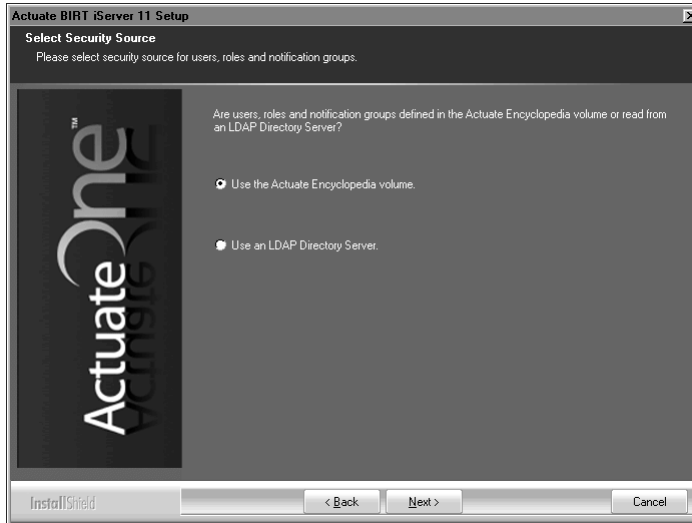 Actuate BIRT iServer 11 Setup
Select Security Source
Please select security source for users, roles and notification groups.
ActuateOne™
Are users, roles and notification groups defined in the Actuate Encyclopedia volume or read from
an LDAP Directory Server?
Use the Actuate Encyclopedia volume.
Use an LDAP Directory Server.
InstallShield
< Back
Next >
Cancel